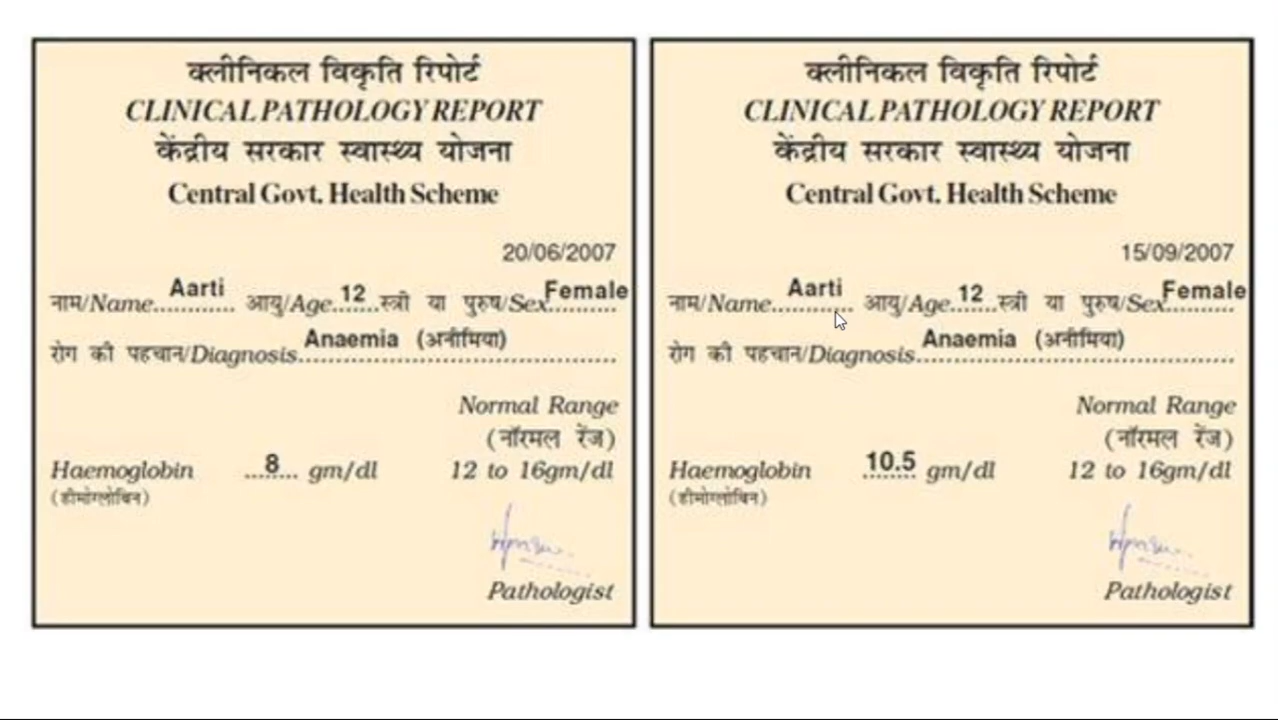 क्लीनिकल विकृति रिपोर्ट
CLINICAL PATHOLOGY REPORT
केंद्रीय सरकार स्वास्थ्य योजना
Central Govt. Health Scheme
20/06/2007
नाम/Name............. Aarti आयु/Age....... 12 स्त्री या पुरुष/Sex.......... Female
रोग की पहचान/Diagnosis Anaemia (अनीमिया)
Normal Range
(नॉरमल रेंज)
Haemoglobin ...8... gm/dl 12 to 16gm/dl
(हीमोग्लोबिन)
Pathologist
क्लीनिकल विकृति रिपोर्ट
CLINICAL PATHOLOGY REPORT
केंद्रीय सरकार स्वास्थ्य योजना
Central Govt. Health Scheme
15/09/2007
नाम/Name............. Aarti आयु/Age....... 12 स्त्री या पुरुष/Sex.......... Female
रोग की पहचान/Diagnosis Anaemia (अनीमिया)
Normal Range
(नॉरमल रेंज)
Haemoglobin 10.5 gm/dl 12 to 16gm/dl
(हीमोग्लोबिन)
Pathologist